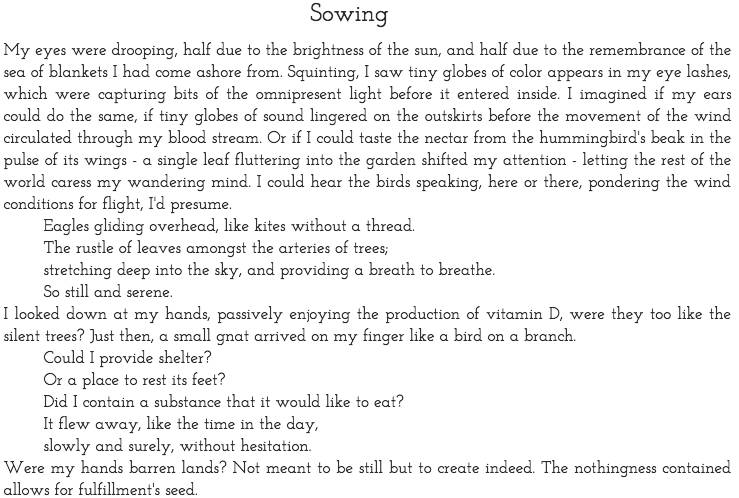 Sowing
My eyes were drooping, half due to the brightness of the sun, and half due to the remembrance of the
sea of blankets I had come ashore from. Squinting, I saw tiny globes of color appears in my eye lashes,
which were capturing bits of the omnipresent light before it entered inside. I imagined if my ears
could do the same, if tiny globes of sound lingered on the outskirts before the movement of the wind
circulated through my blood stream. Or if I could taste the nectar from the hummingbird's beak in the
pulse of its wings - a single leaf fluttering into the garden shifted my attention - letting the rest of the
world caress my wandering mind. I could hear the birds speaking, here or there, pondering the wind
conditions for flight, I'd presume.
Eagles gliding overhead, like kites without a thread.
The rustle of leaves amongst the arteries of trees;
stretching deep into the sky, and providing a breath to breathe.
So still and serene.
I looked down at my hands, passively enjoying the production of vitamin D, were they too like the
silent trees? Just then, a small gnat arrived on my finger like a bird on a branch.
Could I provide shelter?
Or a place to rest its feet?
Did I contain a substance that it would like to eat?
It flew away, like the time in the day,
slowly and surely, without hesitation.
Were my hands barren lands? Not meant to be still but to create indeed. The nothingness contained
allows for fulfillment's seed.